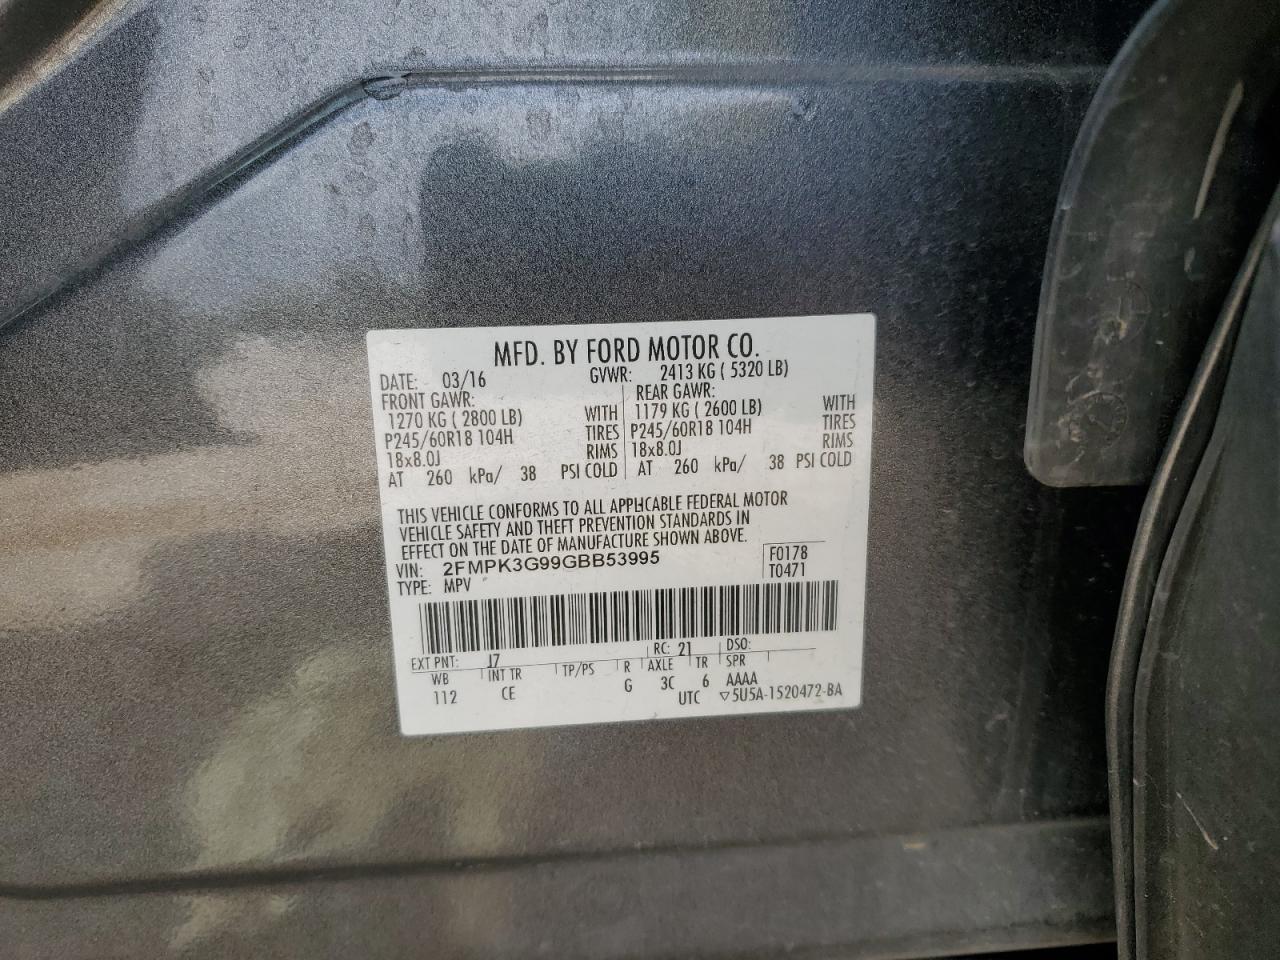 MFD. BY FORD MOTOR CO.
DATE: 03/16 GVWR: 2413 KG ( 5320 LB)
FRONT GAWR: REAR GAWR:
1270 KG ( 2800 LB) WITH 1179 KG ( 2600 LB) WITH
P245/60R18 104H TIRES P245/60R18 104H TIRES
18x8.0J RIMS 18x8.0J RIMS
AT 260 kPa/ 38 PSI COLD AT 260 kPa/ 38 PSI COLD
THIS VEHICLE CONFORMS TO ALL APPLICABLE FEDERAL MOTOR
VEHICLE SAFETY AND THEFT PREVENTION STANDARDS IN
EFFECT ON THE DATE OF MANUFACTURE SHOWN ABOVE.
VIN: 2FMPK3G99GBB53995 F0178
TYPE: MPV T0471
EXT PNT: J7 RC: 21 DSO:
WB INT TR TP/PS R AXLE TR SPR
112 CE G 3C 6 AAAA
UTC ▽5U5A-1520472-BA